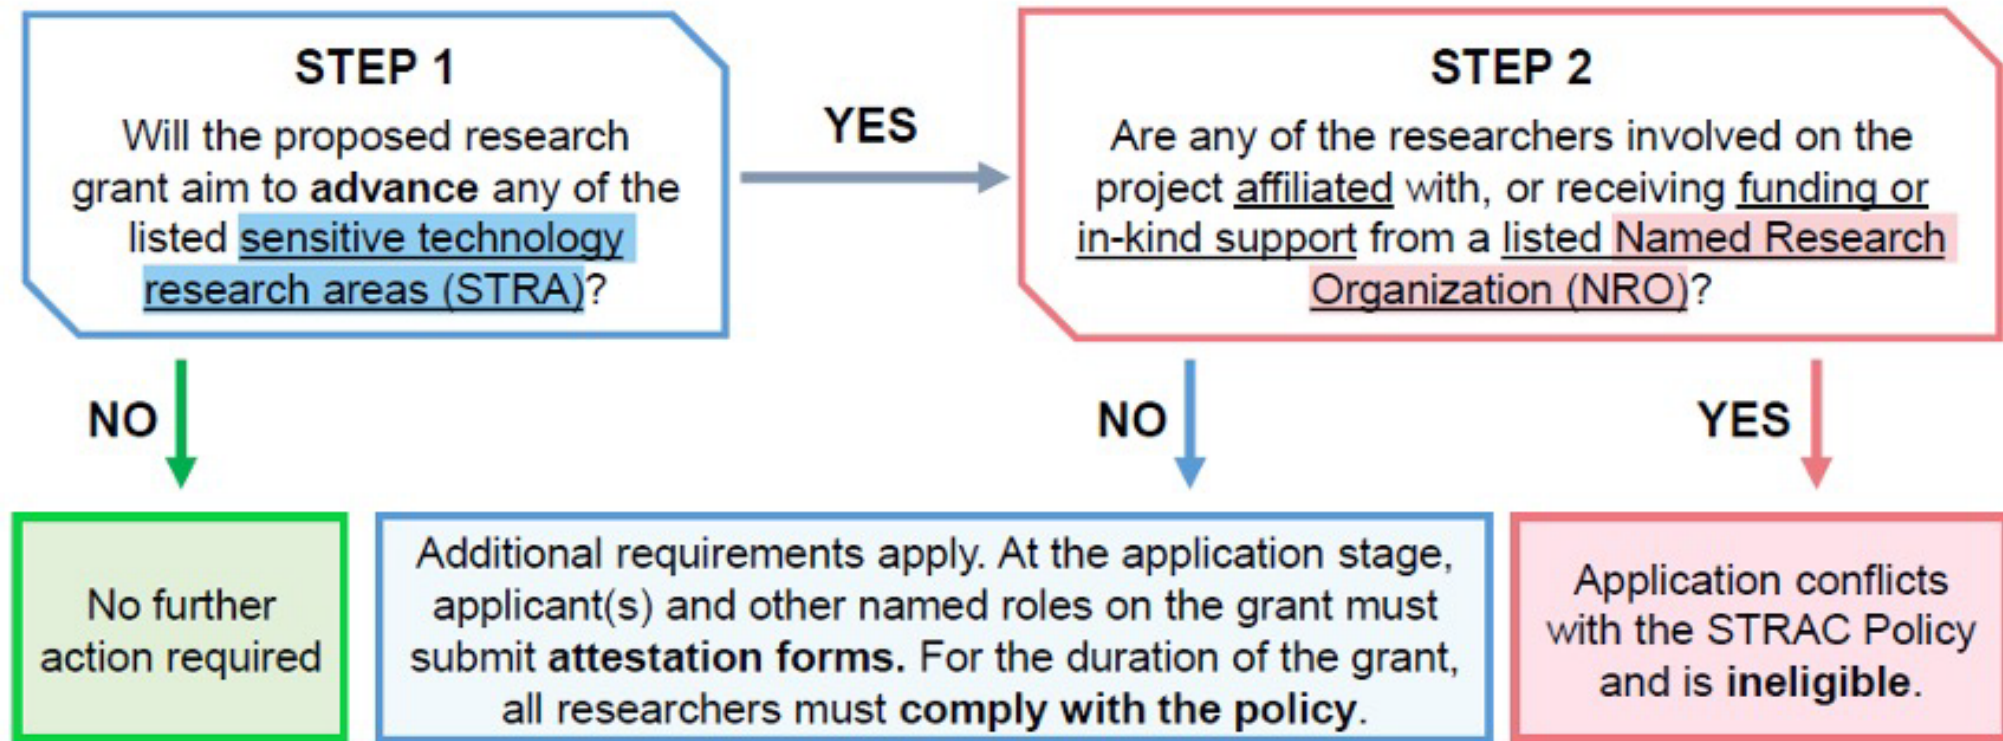 STEP 1
Will the proposed research
grant aim to advance any of the
listed sensitive technology
research areas (STRA)?
YES
STEP 2
Are any of the researchers involved on the
project affiliated with, or receiving funding or
in-kind support from a listed Named Research
Organization (NRO)?
NO
NO
YES
No further
action required
Additional requirements apply. At the application stage,
applicant(s) and other named roles on the grant must
submit attestation forms. For the duration of the grant,
all researchers must comply with the policy.
Application conflicts
with the STRAC Policy
and is ineligible.